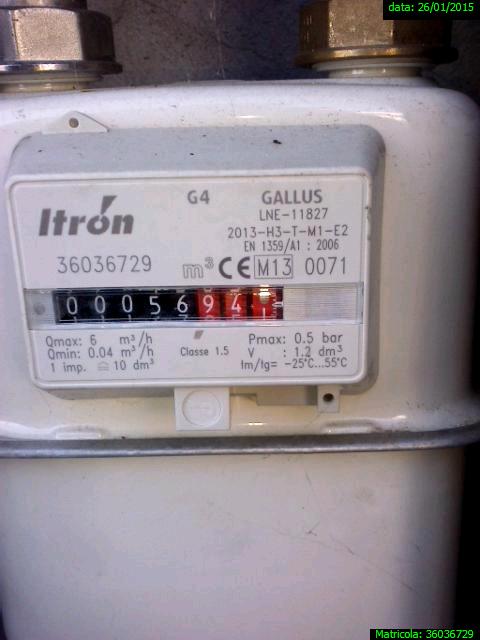 data: 26/01/2015
G4 GALLUS
Itrón
LNE-11827
2013-H3-T-M1-E2
EN 1359/A1 : 2006
36036729 m³ CE M13 0071
0 0 0 5 6 9 4
Qmax: 6 m³/h
Qmin: 0.04 m³/h
1 imp. ≙ 10 dm³
Classe 1.5
Pmax: 0.5 bar
V : 1.2 dm³
tm/tg= -25°C...55°C
Matricola: 36036729